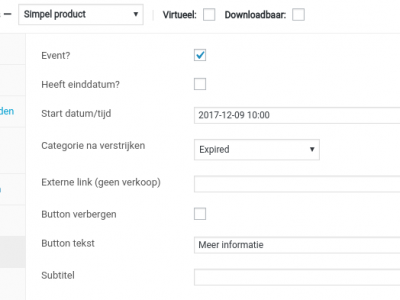 — Simpel product Virtueel: Downloadbaar:
Event?
Heeft einddatum?
den
Start datum/tijd 2017-12-09 10:00
Categorie na verstrijken Expired
Externe link (geen verkoop)
Button verbergen
Button tekst Meer informatie
Subtitel